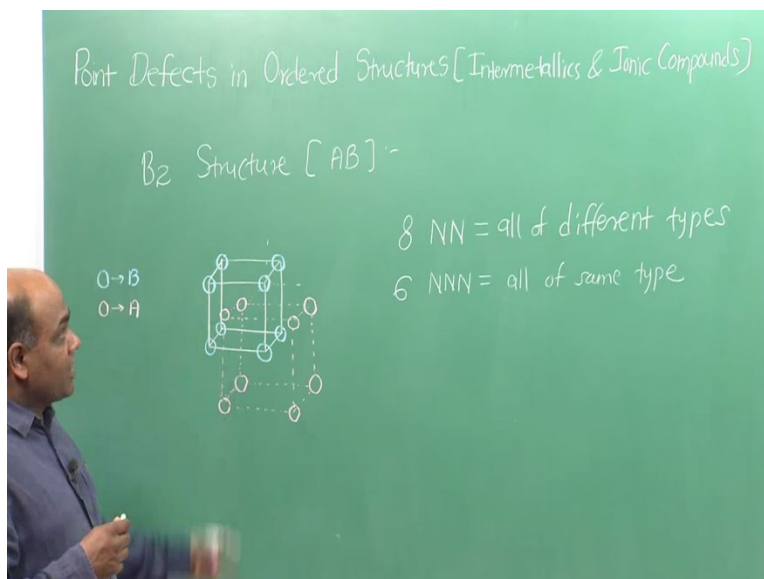 Point Defects in Ordered Structures [Intermetallics & Ionic Compounds]
B2 Structure [AB] :-
8 NN = all of different types
6 NNN = all of same type
O → B
O → A